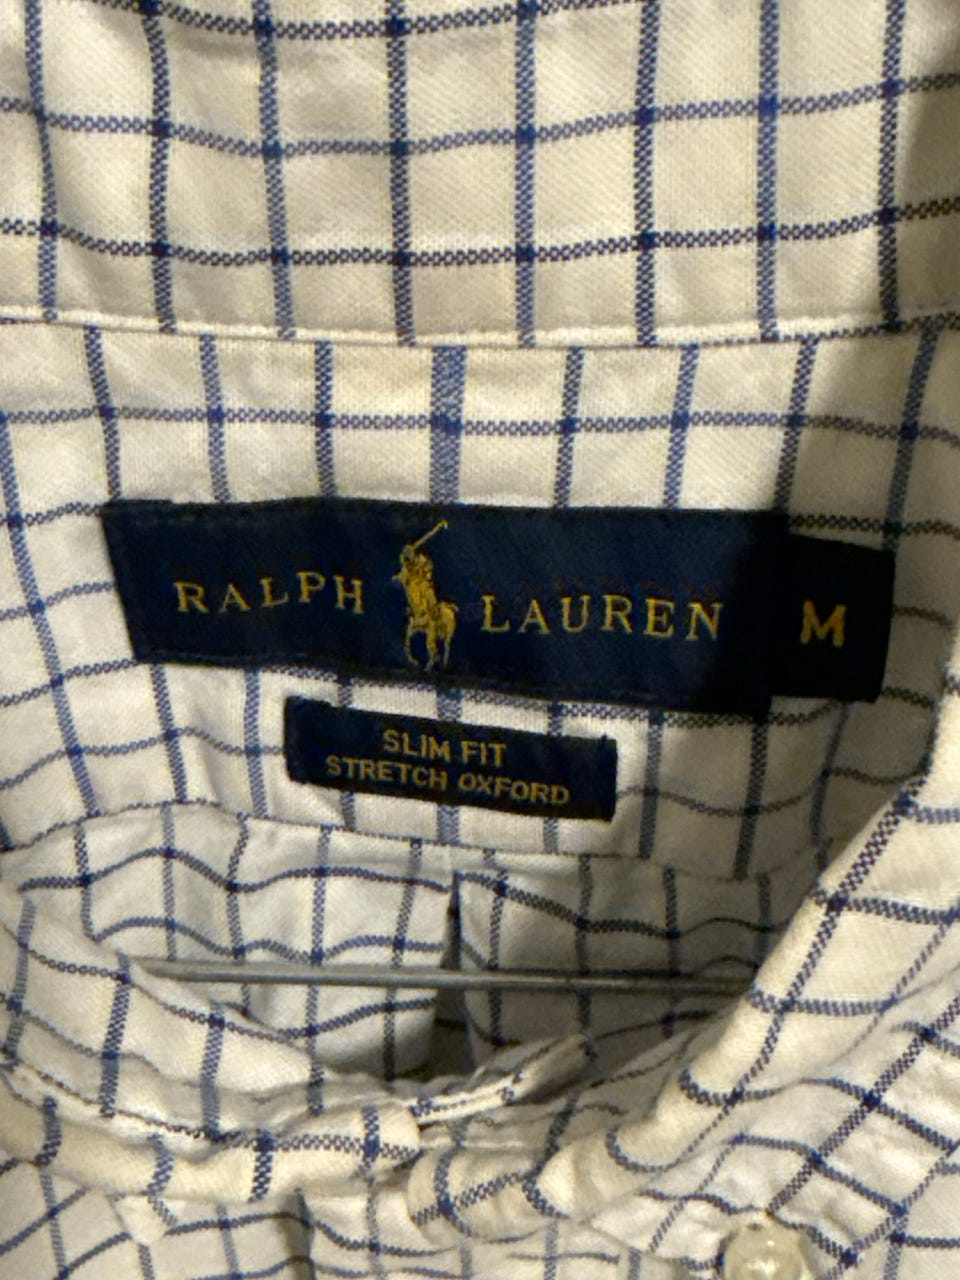 RALPH LAUREN M
SLIM FIT
STRETCH OXFORD